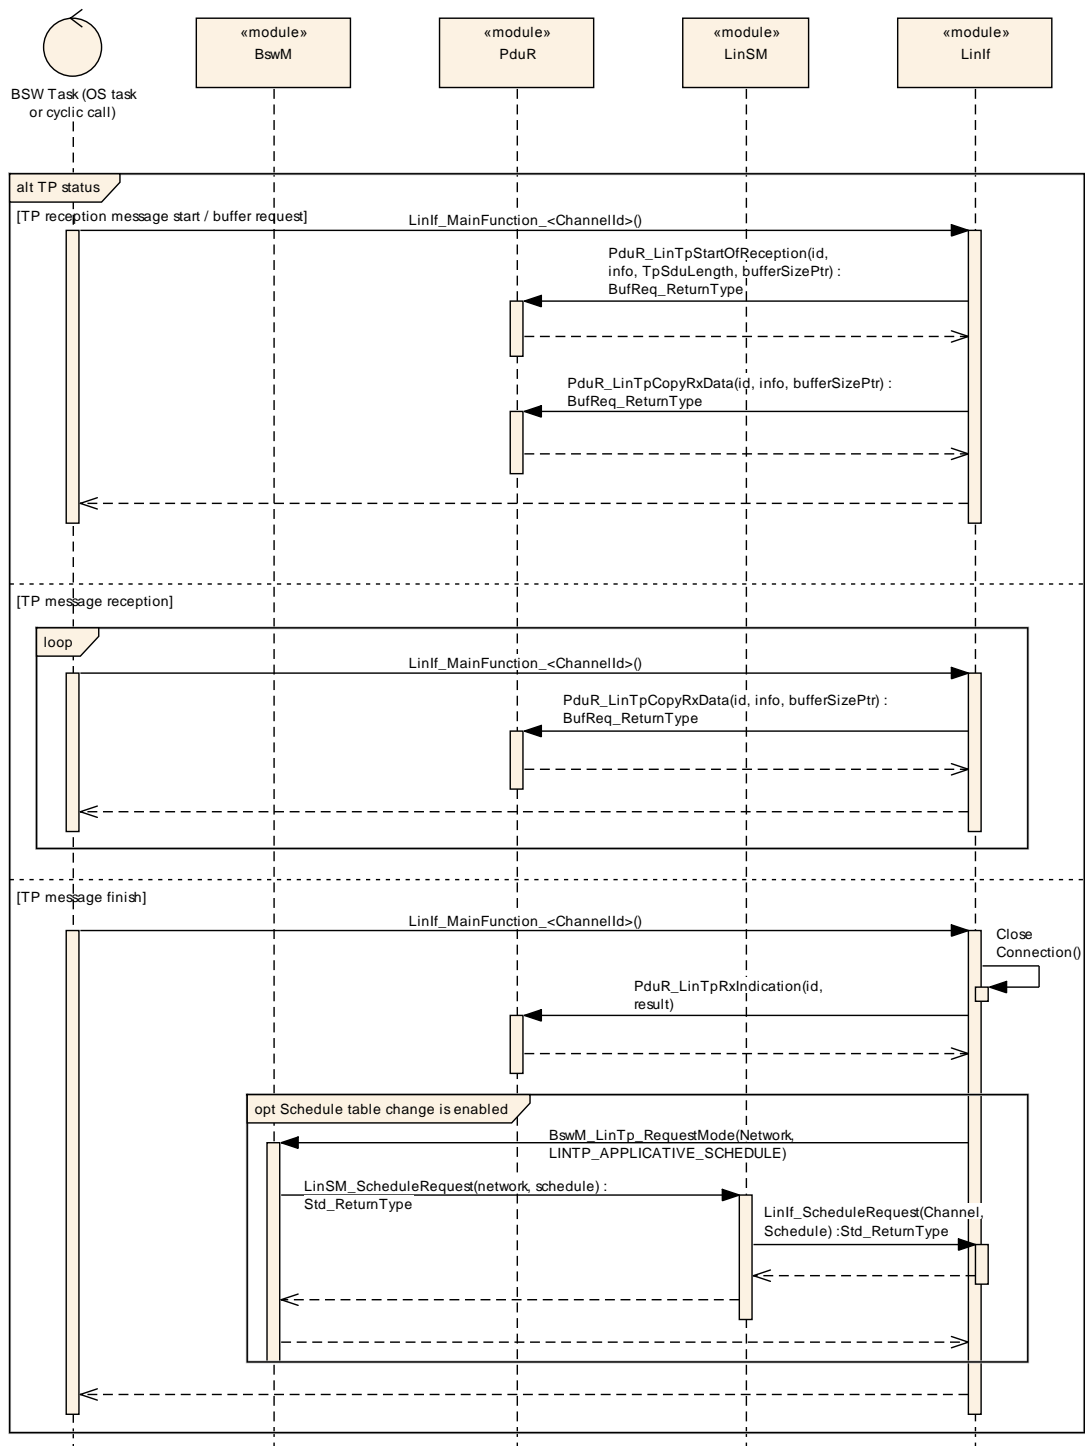 «module»
BswM
«module»
PduR
«module»
LinSM
«module»
LinIf
BSW Task (OS task
or cyclic call)
alt TP status
[TP reception message start / buffer request]
LinIf_MainFunction_<ChannelId>()
PduR_LinTpStartOfReception(id,
info, TpSduLength, bufferSizePtr) :
BufReq_ReturnType
PduR_LinTpCopyRxData(id, info, bufferSizePtr) :
BufReq_ReturnType
[TP message reception]
loop
LinIf_MainFunction_<ChannelId>()
PduR_LinTpCopyRxData(id, info, bufferSizePtr) :
BufReq_ReturnType
[TP message finish]
LinIf_MainFunction_<ChannelId>()
Close
Connection()
PduR_LinTpRxIndication(id,
result)
opt Schedule table change is enabled
BswM_LinTp_RequestMode(Network,
LINTP_APPLICATIVE_SCHEDULE)
LinSM_ScheduleRequest(network, schedule) :
Std_ReturnType
LinIf_ScheduleRequest(Channel,
Schedule) :Std_ReturnType